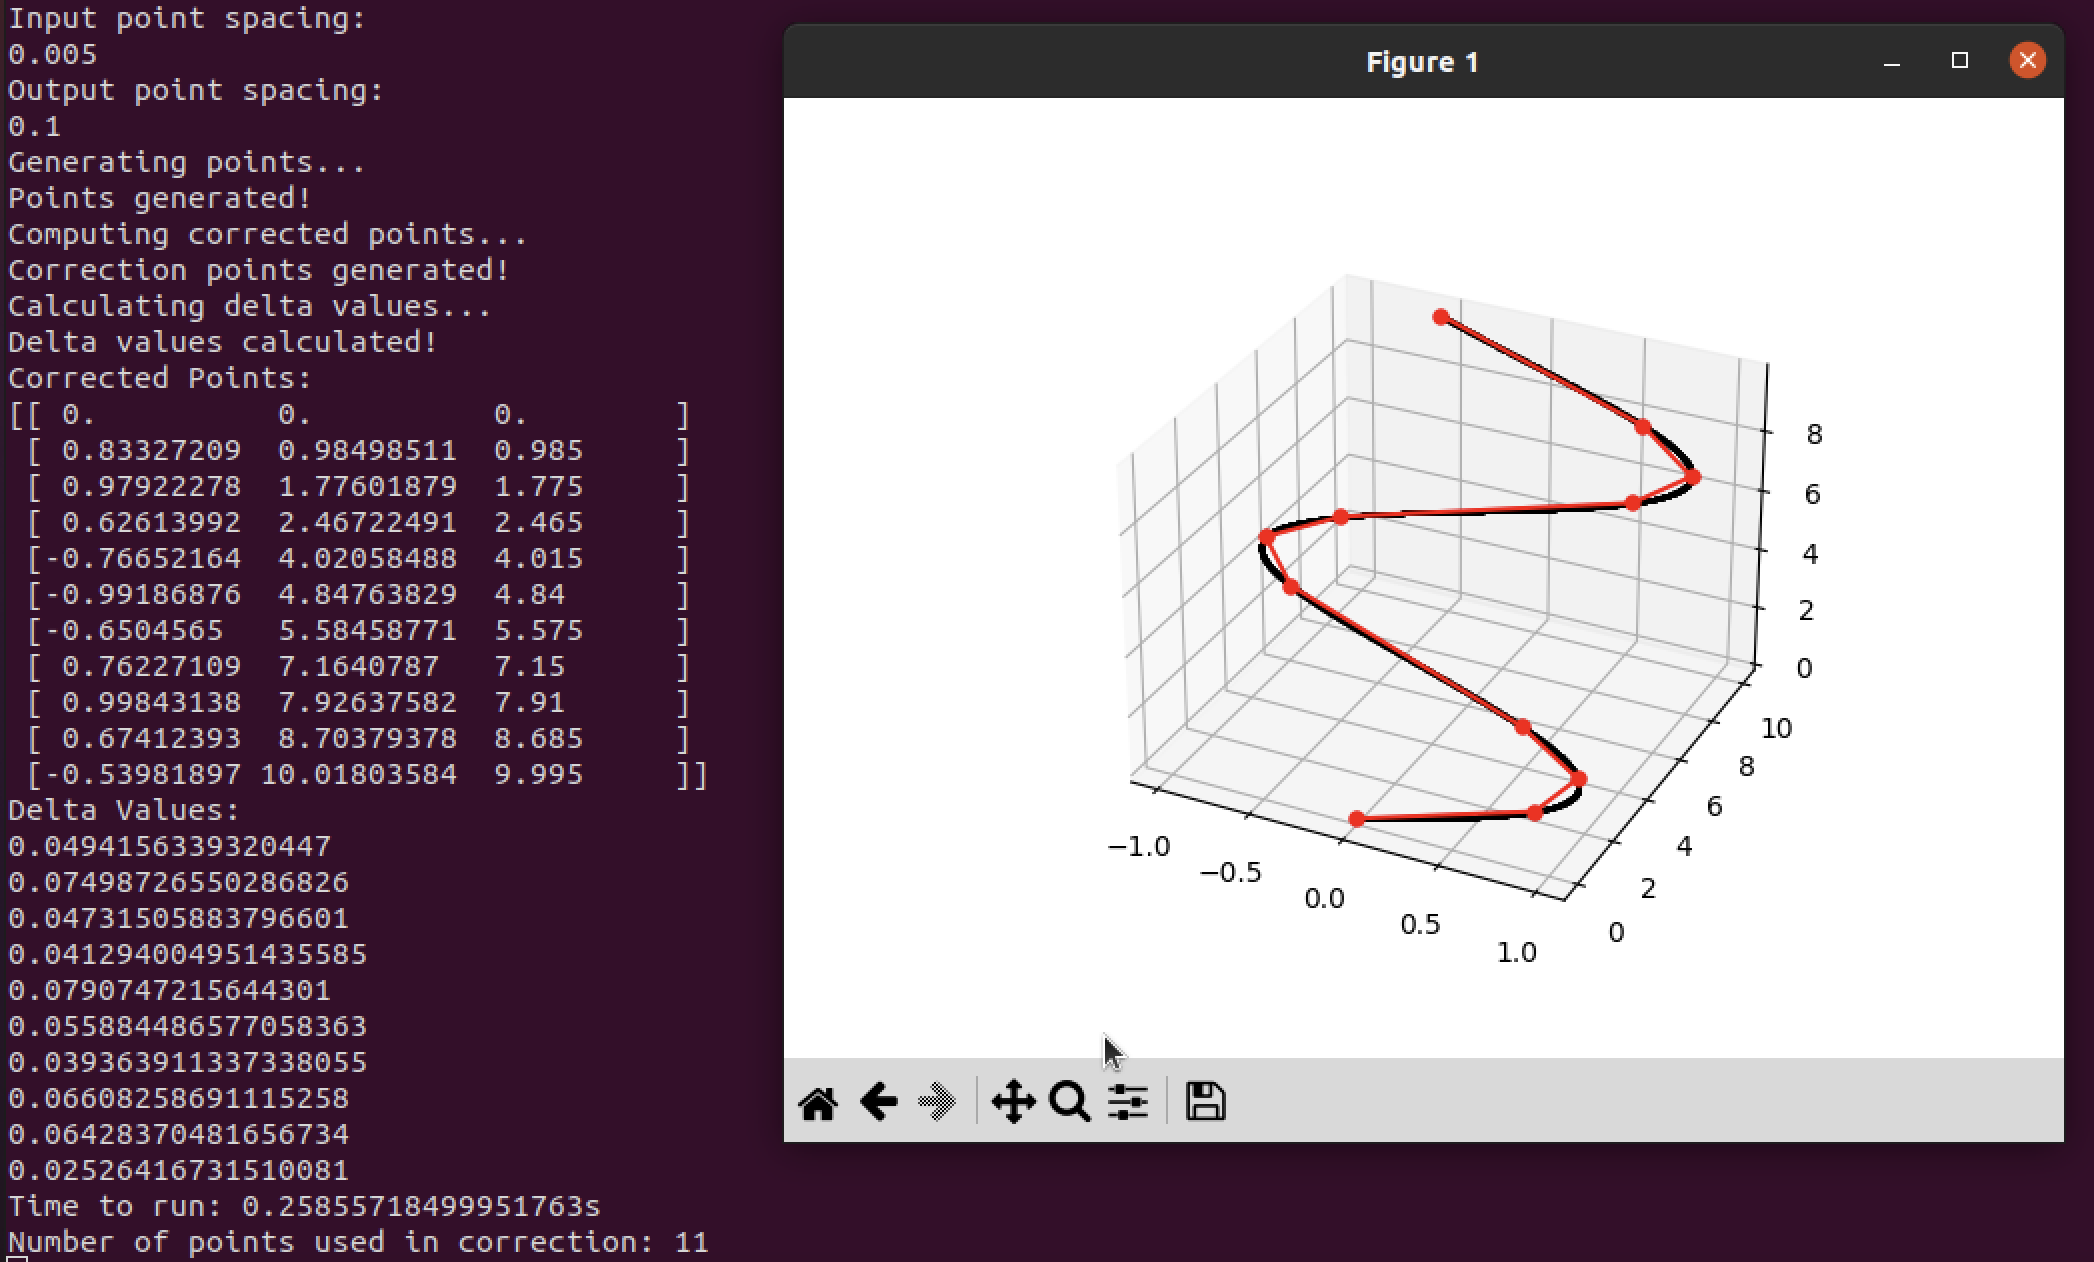 Input point spacing:
0.005
Output point spacing:
0.1
Generating points...
Points generated!
Computing corrected points...
Correction points generated!
Calculating delta values...
Delta values calculated!
Corrected Points:
[[ 0.          0.          0.        ]
 [ 0.83327209  0.98498511  0.985     ]
 [ 0.97922278  1.77601879  1.775     ]
 [ 0.62613992  2.46722491  2.465     ]
 [-0.76652164  4.02058488  4.015     ]
 [-0.99186876  4.84763829  4.84      ]
 [-0.6504565   5.58458771  5.575     ]
 [ 0.76227109  7.1640787   7.15      ]
 [ 0.99843138  7.92637582  7.91      ]
 [ 0.67412393  8.70379378  8.685     ]
 [-0.53981897 10.01803584  9.995     ]]
Delta Values:
0.0494156339320447
0.07498726550286826
0.04731505883796601
0.041294004951435585
0.0790747215644301
0.055884486577058363
0.039363911337338055
0.06608258691115258
0.06428370481656734
0.02526416731510081
Time to run: 0.25855718499951763s
Number of points used in correction: 11
Figure 1
8
6
4
2
0
10
8
6
4
2
0
−1.0
−0.5
0.0
0.5
1.0